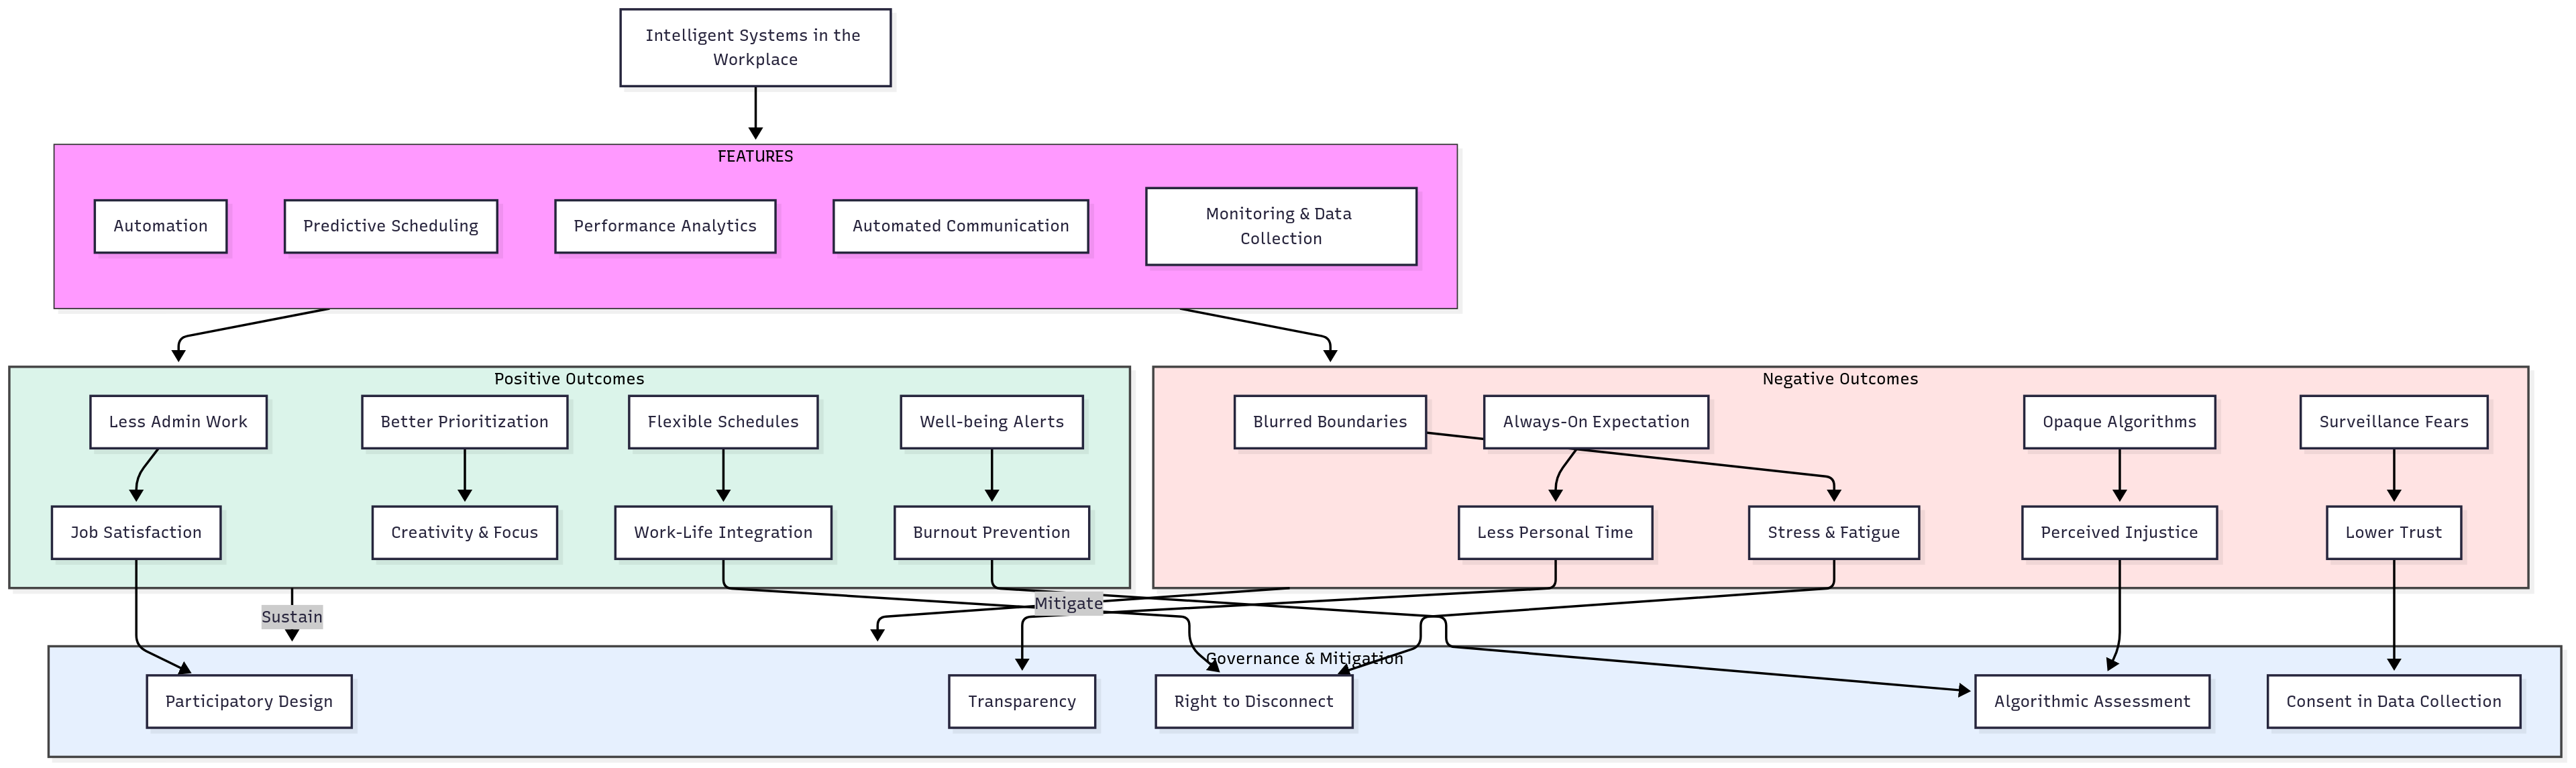 Intelligent Systems in the
Workplace
FEATURES
Automation
Predictive Scheduling
Performance Analytics
Automated Communication
Monitoring & Data
Collection
Positive Outcomes
Negative Outcomes
Less Admin Work
Better Prioritization
Flexible Schedules
Well-being Alerts
Blurred Boundaries
Always-On Expectation
Opaque Algorithms
Surveillance Fears
Job Satisfaction
Creativity & Focus
Work-Life Integration
Burnout Prevention
Less Personal Time
Stress & Fatigue
Perceived Injustice
Lower Trust
Sustain
Mitigate
Governance & Mitigation
Participatory Design
Transparency
Right to Disconnect
Algorithmic Assessment
Consent in Data Collection